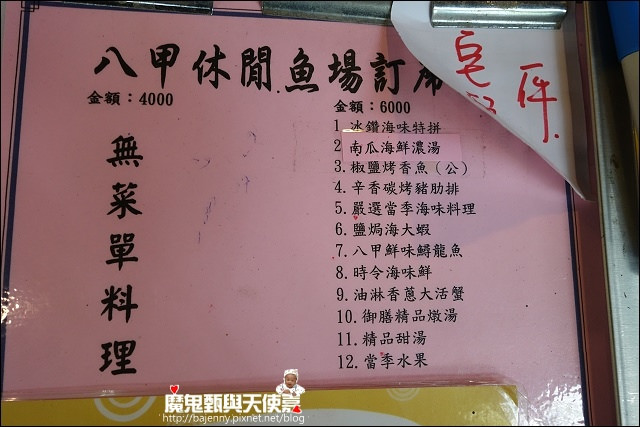 八甲休閒魚場訂席
金額：4000
無菜單料理
金額：6000
1 冰鑽海味特拼
2 南瓜海鮮濃湯
3. 椒鹽烤香魚（公）
4. 辛香碳烤豬肋排
5. 嚴選當季海味料理
6. 鹽焗海大蝦
7. 八甲鮮味鱘龍魚
8. 時令海味鮮
9. 油淋香蔥大活蟹
10. 御膳精品燉湯
11. 精品甜湯
12. 當季水果
魔鬼甄與天使嘉
http://bajenny.pixnet.net/blog